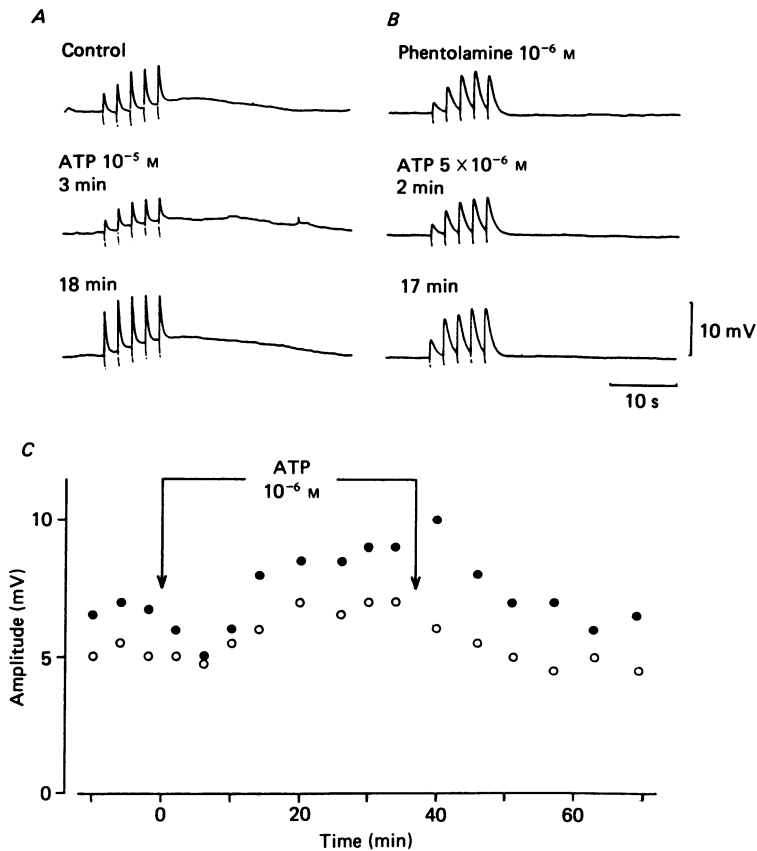 A
Control
ATP 10⁻⁵ M
3 min
18 min
B
Phentolamine 10⁻⁶ M
ATP 5 × 10⁻⁶ M
2 min
17 min
10 mV
10 s
C
ATP
10⁻⁶ M
10
5
0
Amplitude (mV)
0 20 40 60
Time (min)